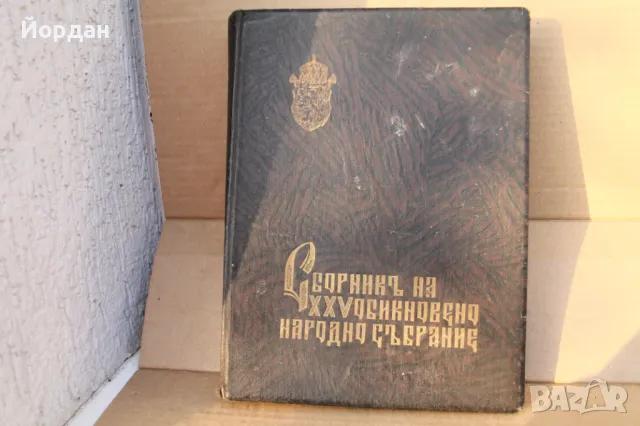 Йордан
Сборникъ на
XXV обикновено
народно събрание
BAZAR